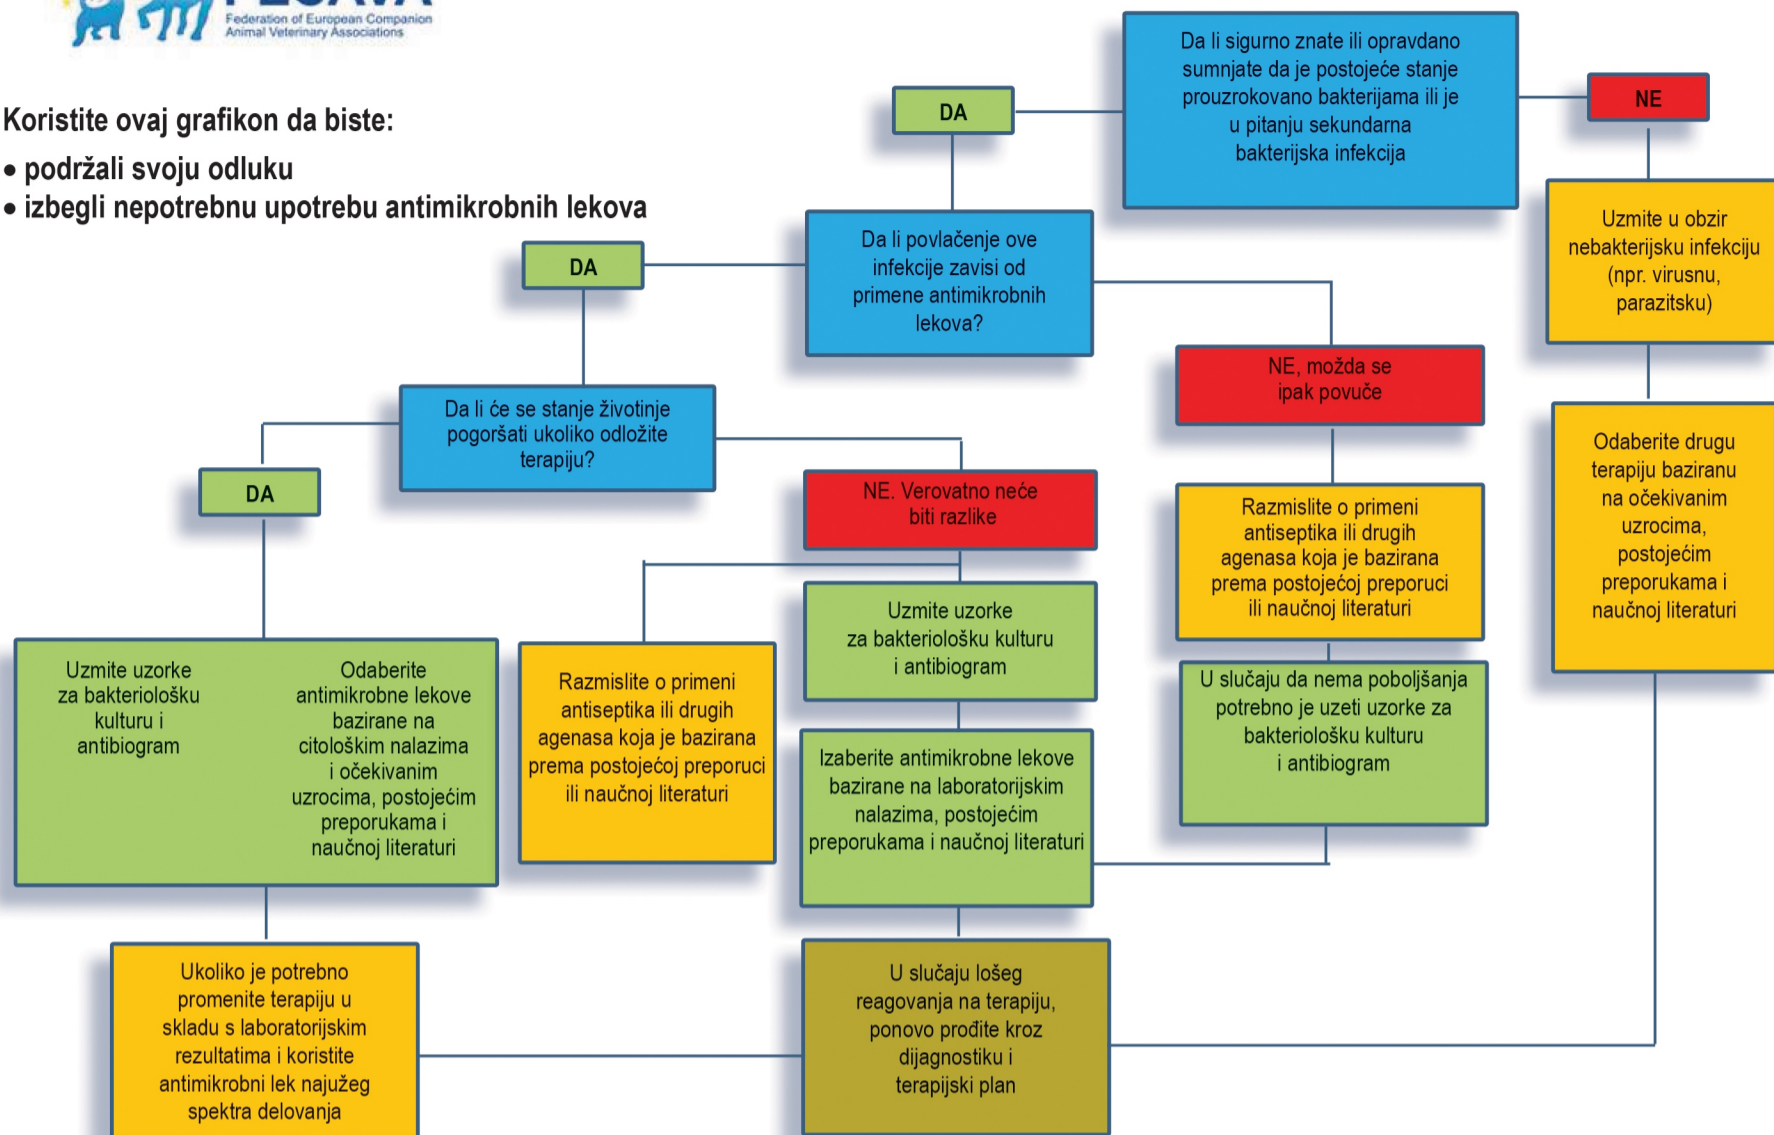 FECAVA
Federation of European Companion
Animal Veterinary Associations
Koristite ovaj grafikon da biste:
• podržali svoju odluku
• izbegli nepotrebnu upotrebu antimikrobnih lekova
Da li sigurno znate ili opravdano
sumnjate da je postojeće stanje
prouzrokovano bakterijama ili je
u pitanju sekundarna
bakterijska infekcija
DA
NE
Uzmite u obzir
nebakterijsku infekciju
(npr. virusnu,
parazitsku)
Da li povlačenje ove
infekcije zavisi od
primene antimikrobnih
lekova?
DA
NE, možda se
ipak povuče
Da li će se stanje životinje
pogoršati ukoliko odložite
terapiju?
Odaberite drugu
terapiju baziranu
na očekivanim
uzrocima,
postojećim
preporukama i
naučnoj literaturi
DA
NE. Verovatno neće
biti razlike
Razmislite o primeni
antiseptika ili drugih
agenasa koja je bazirana
prema postojećoj preporuci
ili naučnoj literaturi
Uzmite uzorke
za bakteriološku kulturu
i antibiogram
Uzmite uzorke
za bakteriološku
kulturu i
antibiogram
Odaberite
antimikrobne lekove
bazirane na
citološkim nalazima
i očekivanim
uzrocima, postojećim
preporukama i
naučnoj literaturi
Razmislite o primeni
antiseptika ili drugih
agenasa koja je bazirana
prema postojećoj preporuci
ili naučnoj literaturi
U slučaju da nema poboljšanja
potrebno je uzeti uzorke za
bakteriološku kulturu
i antibiogram
Izaberite antimikrobne lekove
bazirane na laboratorijskim
nalazima, postojećim
preporukama i naučnoj literaturi
Ukoliko je potrebno
promenite terapiju u
skladu s laboratorijskim
rezultatima i koristite
antimikrobni lek najužeg
spektra delovanja
U slučaju lošeg
reagovanja na terapiju,
ponovo prođite kroz
dijagnostiku i
terapijski plan